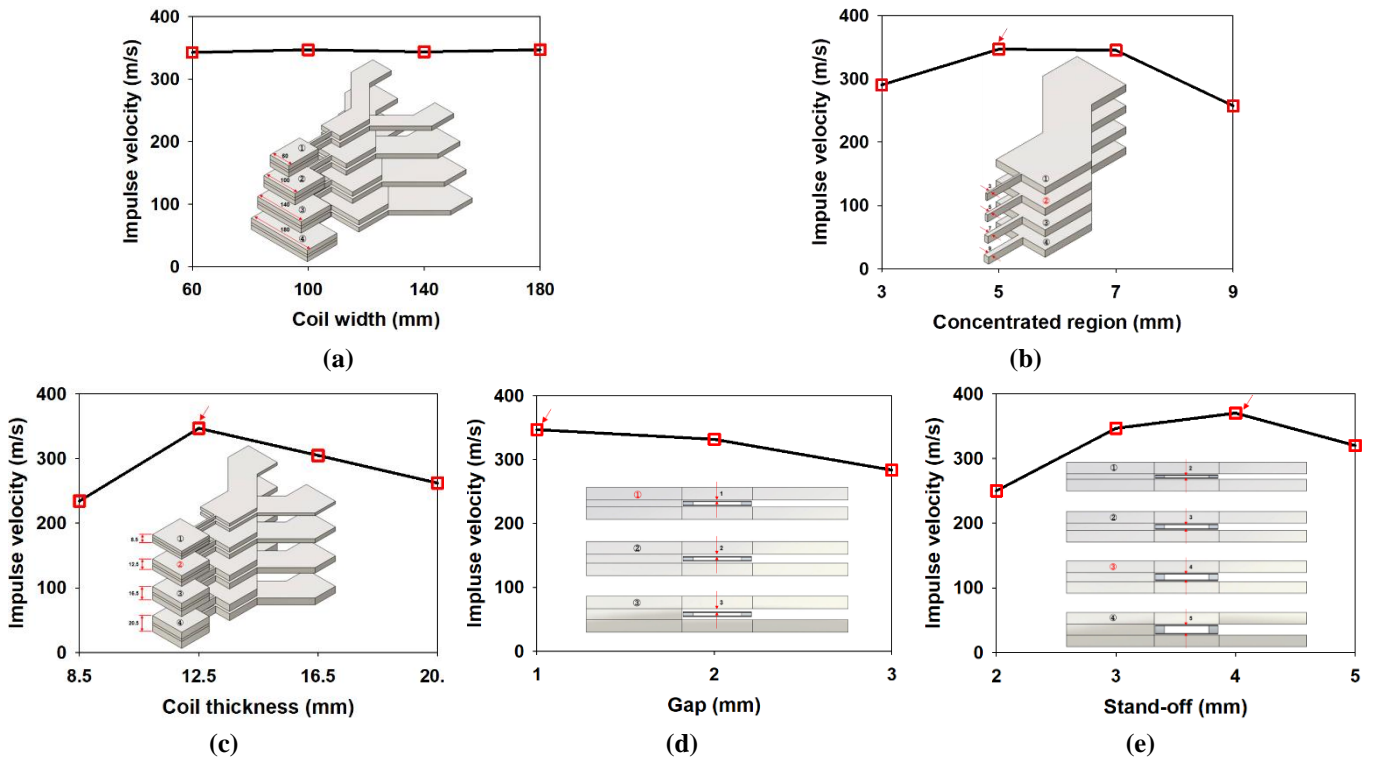 400
300
200
100
0
Impulse velocity (m/s)
①
60
②
100
③
140
④
180
60 100 140 180
Coil width (mm)
(a)
400
300
200
100
0
Impulse velocity (m/s)
①
②
③
④
3
5
7
9
3 5 7 9
Concentrated region (mm)
(b)
400
300
200
100
0
Impulse velocity (m/s)
①
8.5
②
12.5
③
16.5
④
20.5
8.5 12.5 16.5 20.
Coil thickness (mm)
(c)
400
300
200
100
0
Impluse velocity (m/s)
① 1
② 2
③ 3
1 2 3
Gap (mm)
(d)
400
300
200
100
0
Impulse velocity (m/s)
① 2
② 3
③ 4
④ 5
2 3 4 5
Stand-off (mm)
(e)